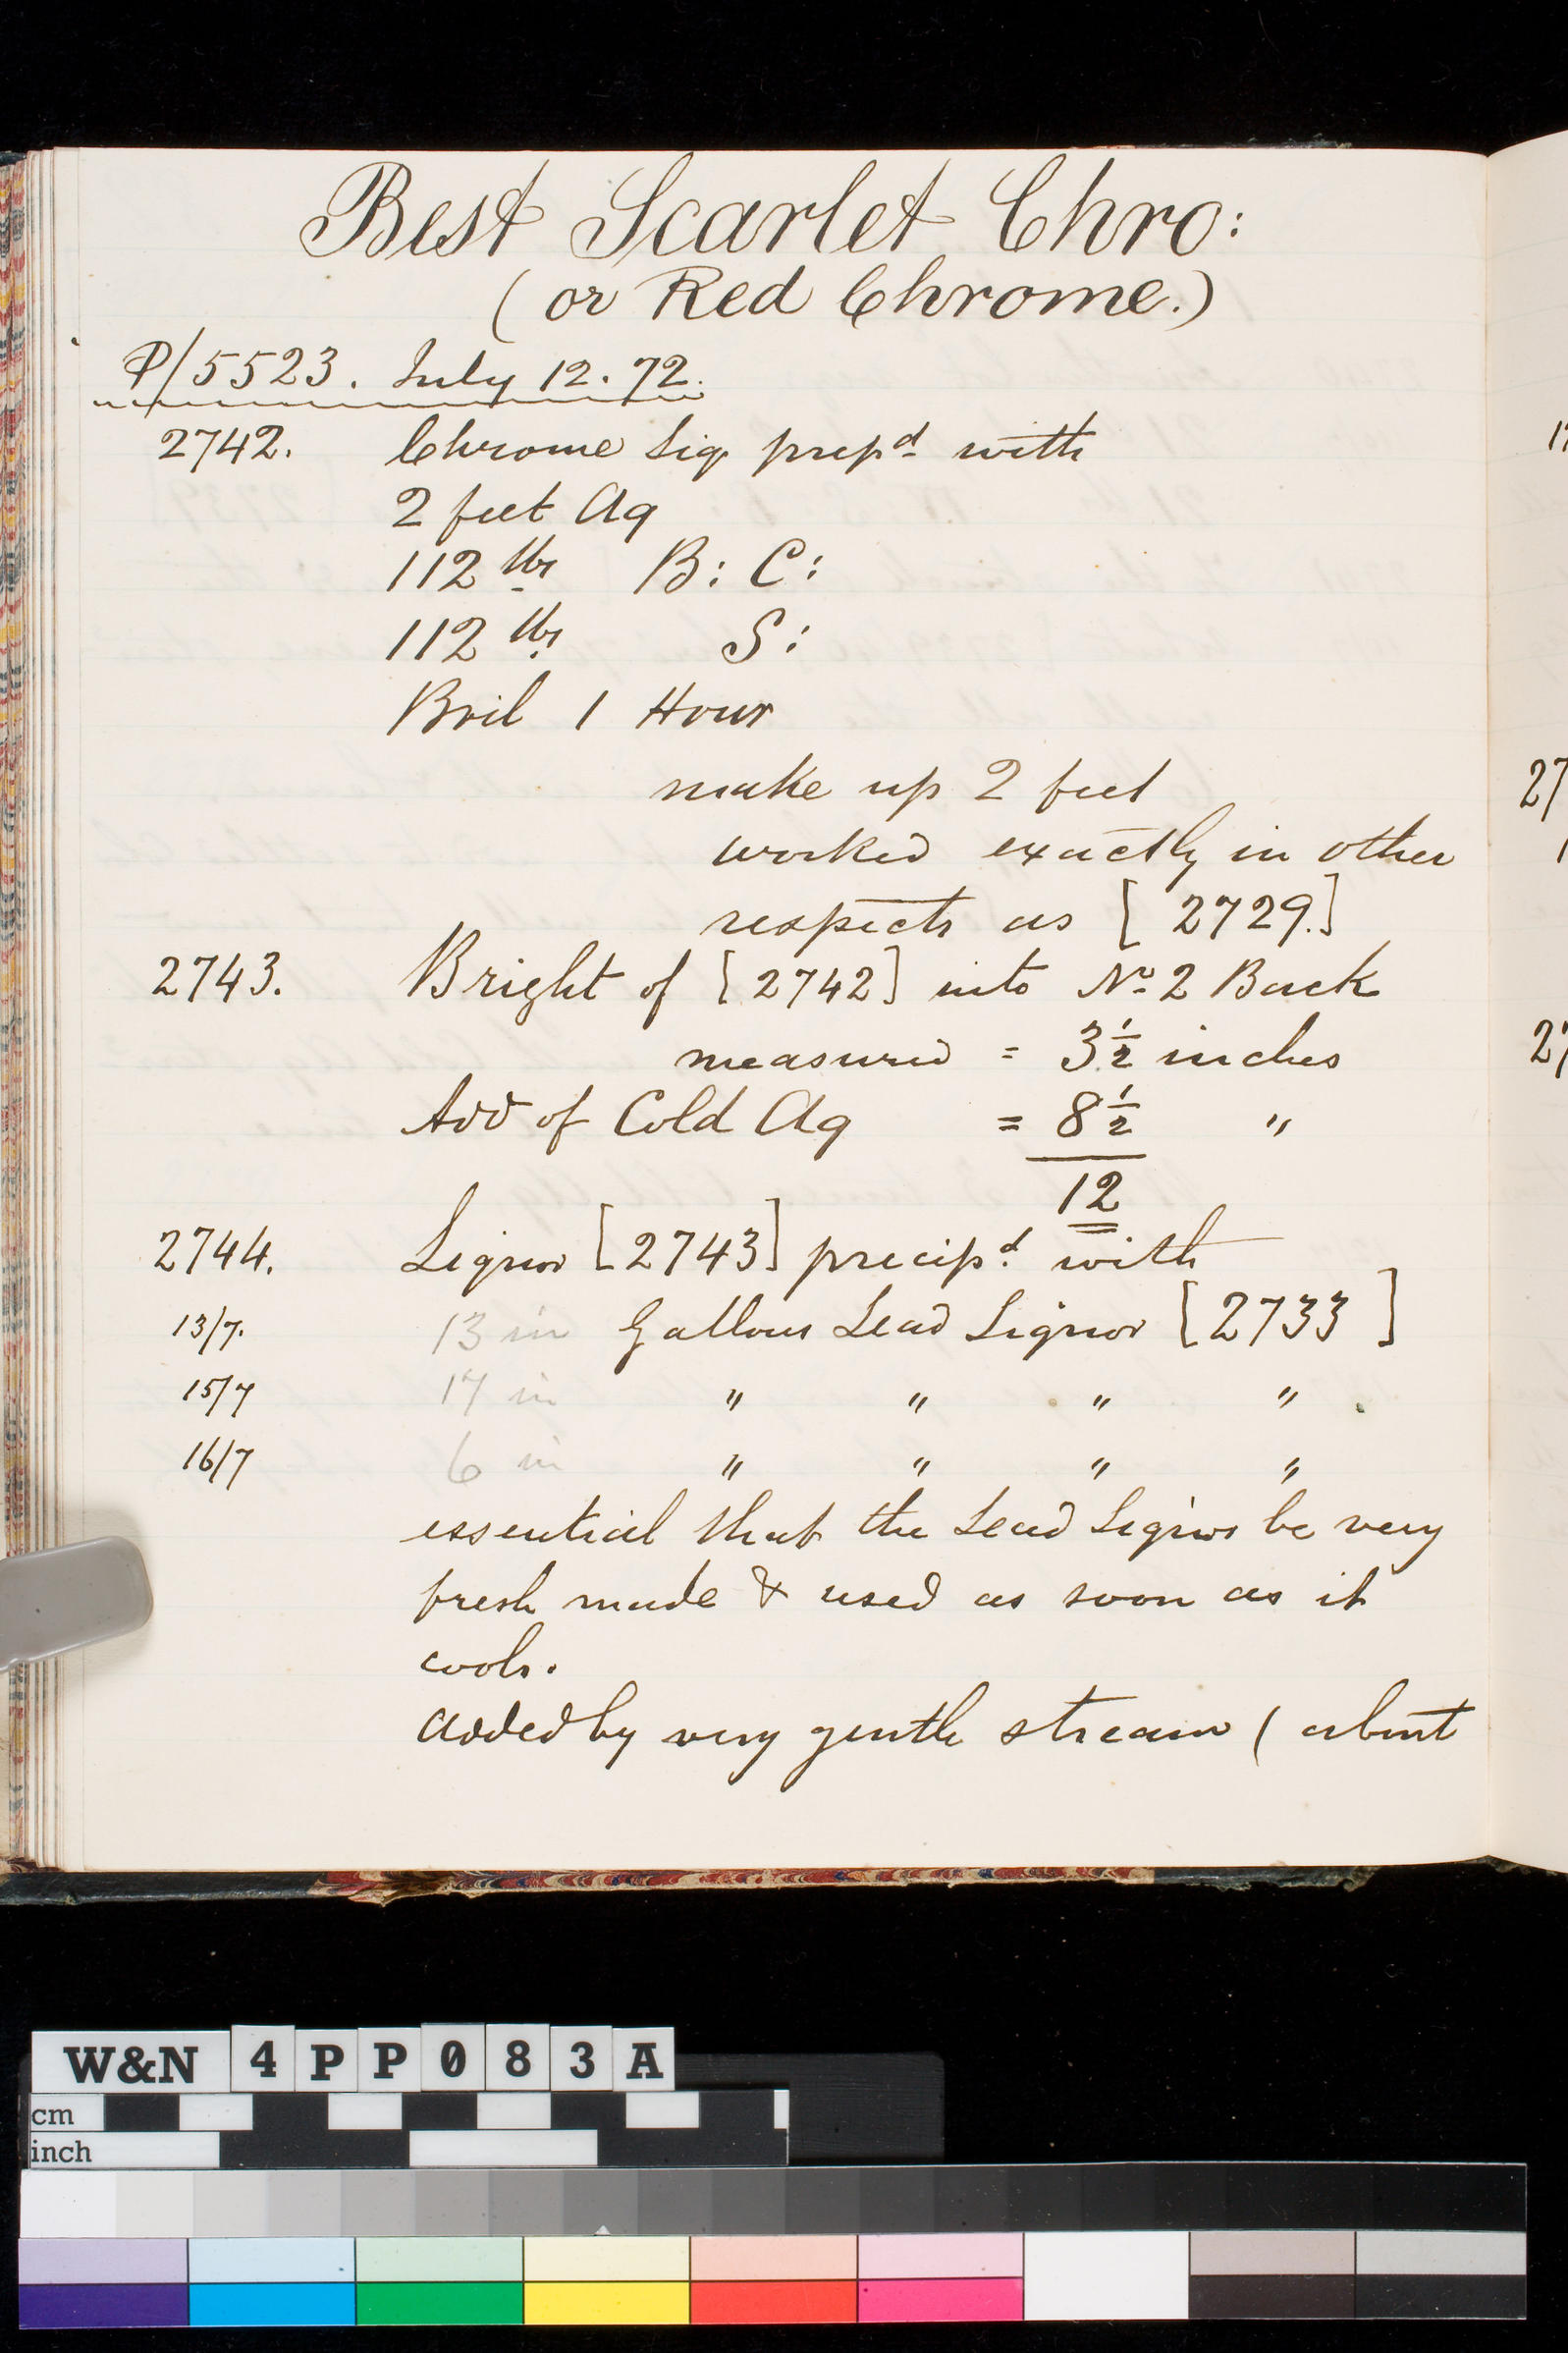 Best Scarlet Chro:
(or Red Chrome.)
P/5523. July 12. 72.
2742. Chrome Liq prepd with
2 feet Aq
112 lbs B: C:
112 lbs S:
Boil 1 Hour
make up 2 feet
worked exactly in other
respects as [2729.]
2743. Bright of [2742] into No 2 Back
measured = 3 1/2 inches
Add of Cold Aq = 8 1/2 "
12
2744. Liquor [2743] precipd with
13/7. 13 in Gallons Lead Liquor [2733]
15/7 17 in " " " "
16/7 6 in " " " "
essential that the Lead Liquor be very
fresh made & used as soon as it
cools.
Added by very gentle stream (about
17
27
1
27
W&N 4PP083A
cm
inch